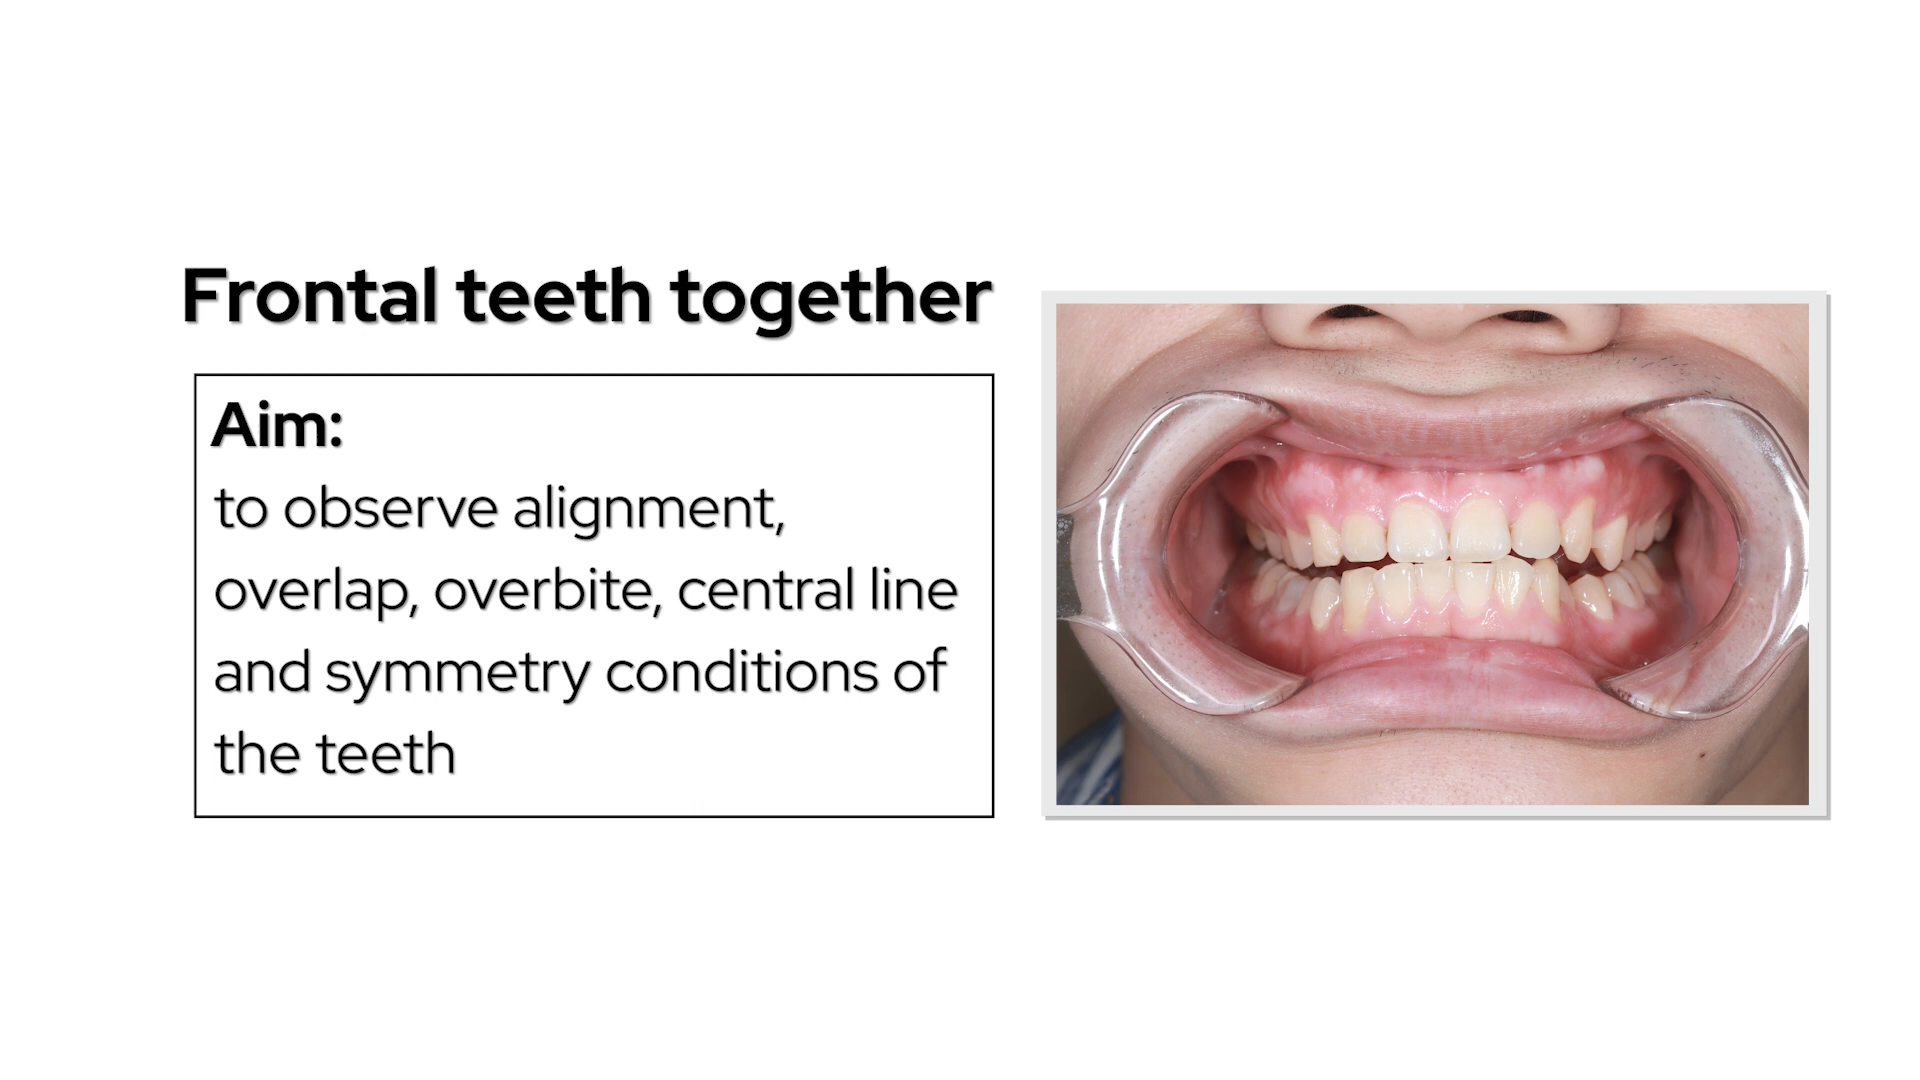 Frontal teeth together
Aim:
to observe alignment,
overlap, overbite, central line
and symmetry conditions of
the teeth